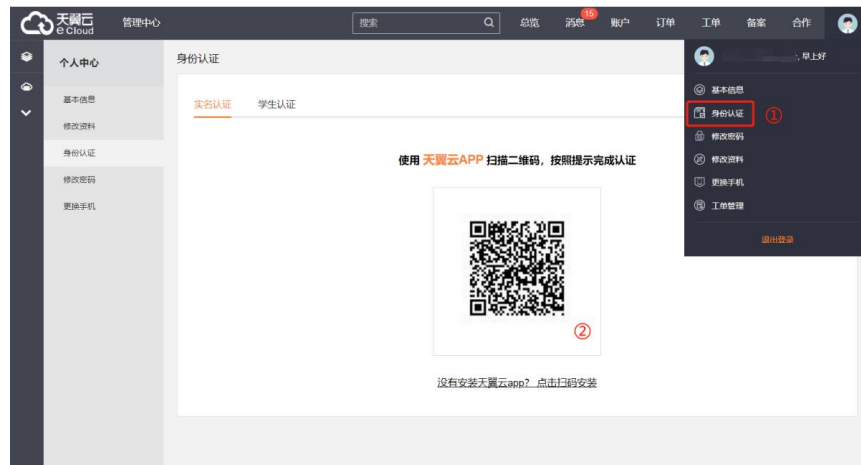 天翼云
e Cloud
管理中心
搜索
总览
消息
15
账户
订单
工单
备案
合作
个人中心
基本信息
修改资料
身份认证
修改密码
更换手机
身份认证
实名认证
学生认证
使用 天翼云APP 扫描二维码，按照提示完成认证
②
没有安装天翼云app？点击扫码安装
，早上好
基本信息
身份认证
①
修改密码
修改资料
更换手机
工单管理
退出登录